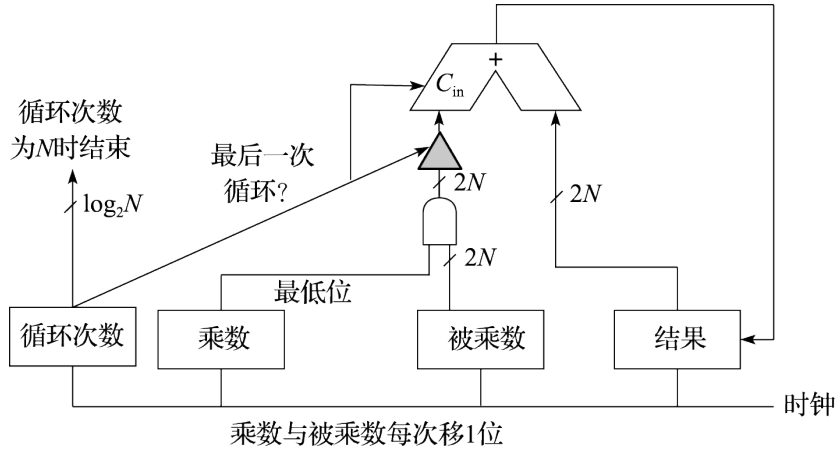 +
C_in
循环次数
为N时结束
最后一次
循环?
log₂N
2N
2N
2N
最低位
循环次数
乘数
被乘数
结果
时钟
乘数与被乘数每次移1位